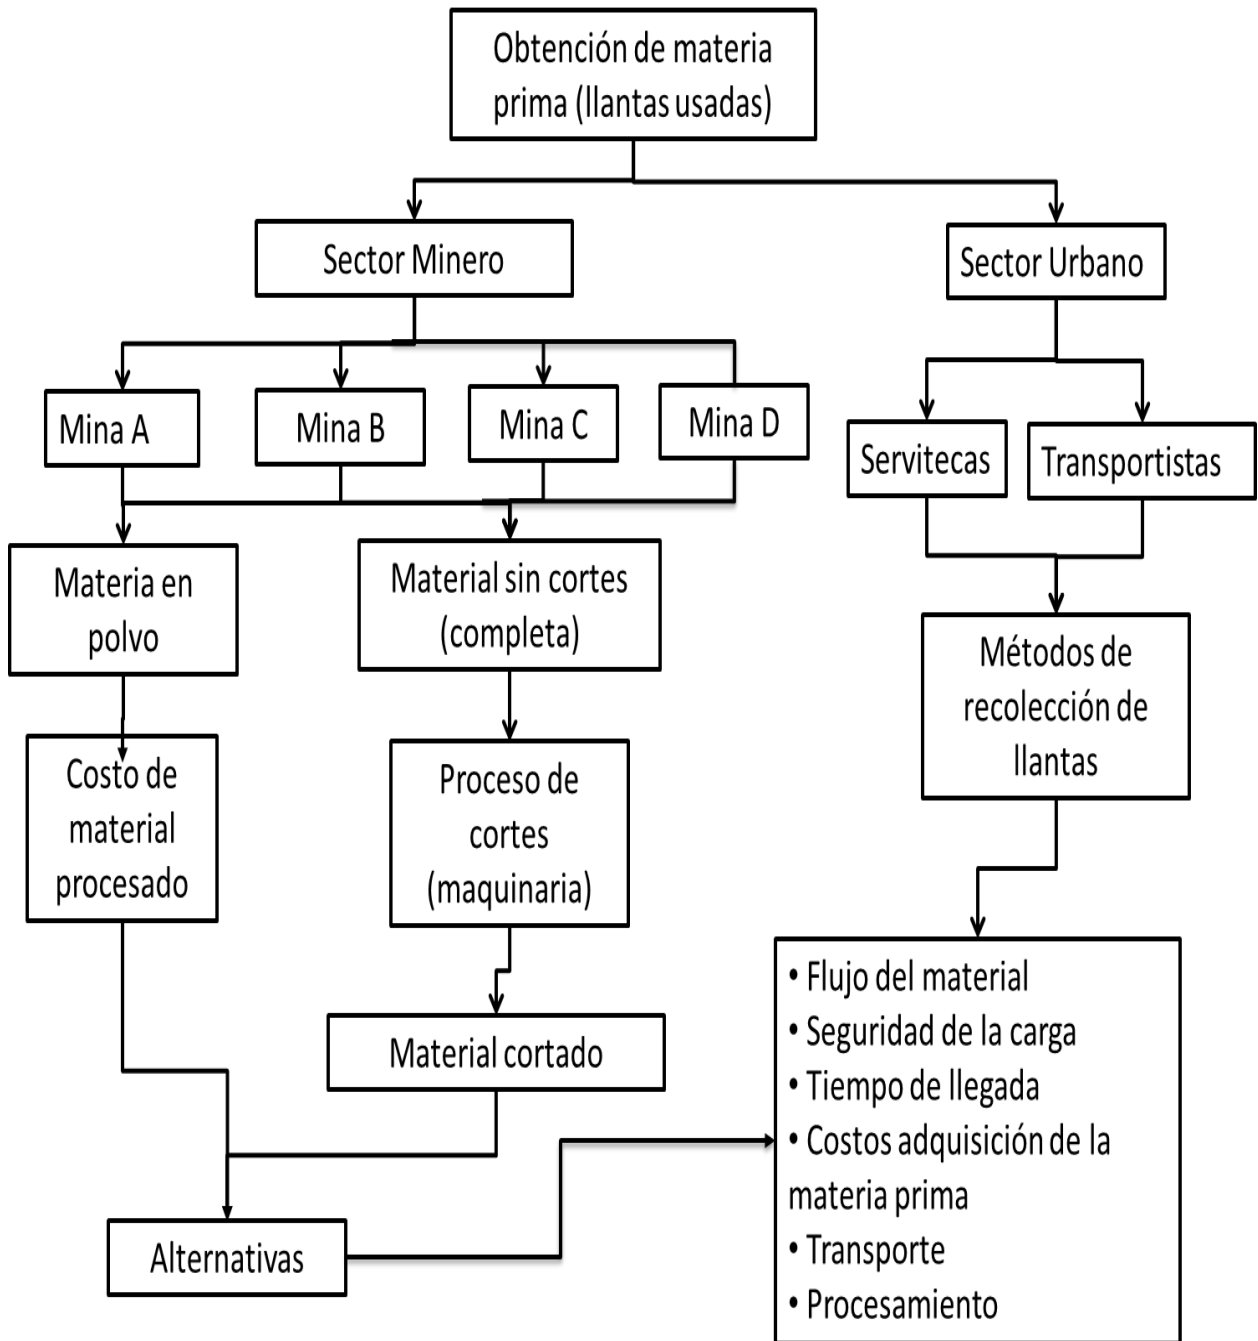 Obtención de materia
prima (llantas usadas)
Sector Minero
Sector Urbano
Mina A
Mina B
Mina C
Mina D
Servitecas
Transportistas
Materia en
polvo
Material sin cortes
(completa)
Métodos de
recolección de
llantas
Costo de
material
procesado
Proceso de
cortes
(maquinaria)
Material cortado
Alternativas
• Flujo del material
• Seguridad de la carga
• Tiempo de llegada
• Costos adquisición de la
materia prima
• Transporte
• Procesamiento